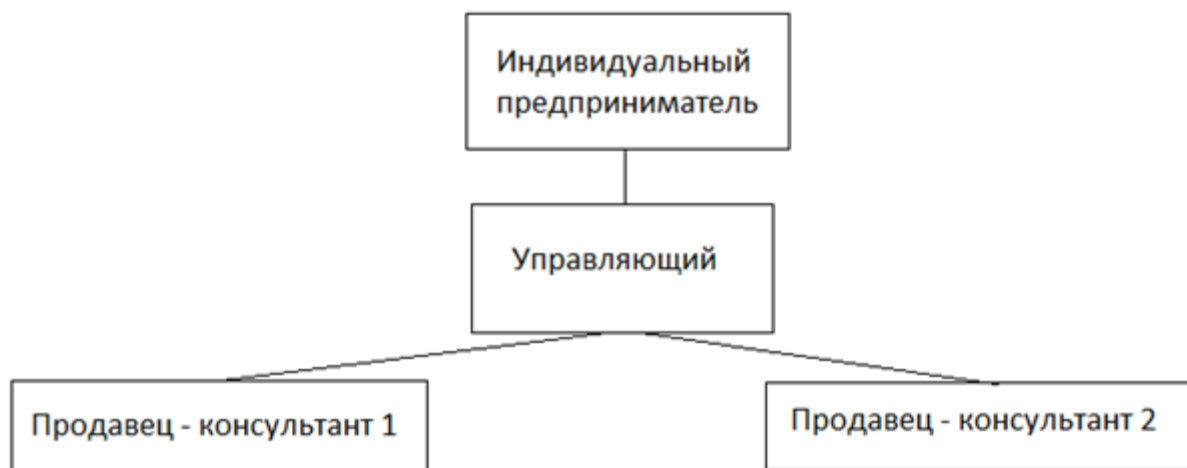 Индивидуальный
предприниматель
Управляющий
Продавец - консультант 1
Продавец - консультант 2